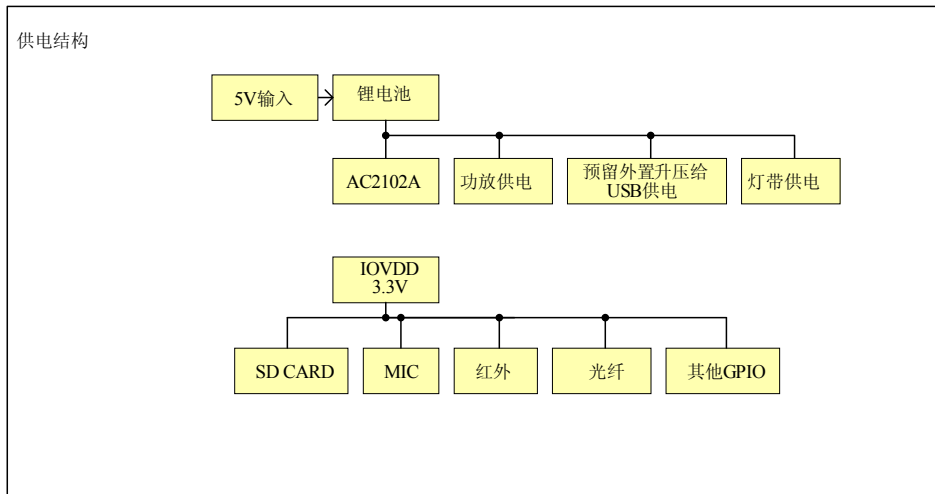 供电结构
5V输入
锂电池
AC2102A
功放供电
预留外置升压给
USB供电
灯带供电
IOVDD
3.3V
SD CARD
MIC
红外
光纤
其他GPIO